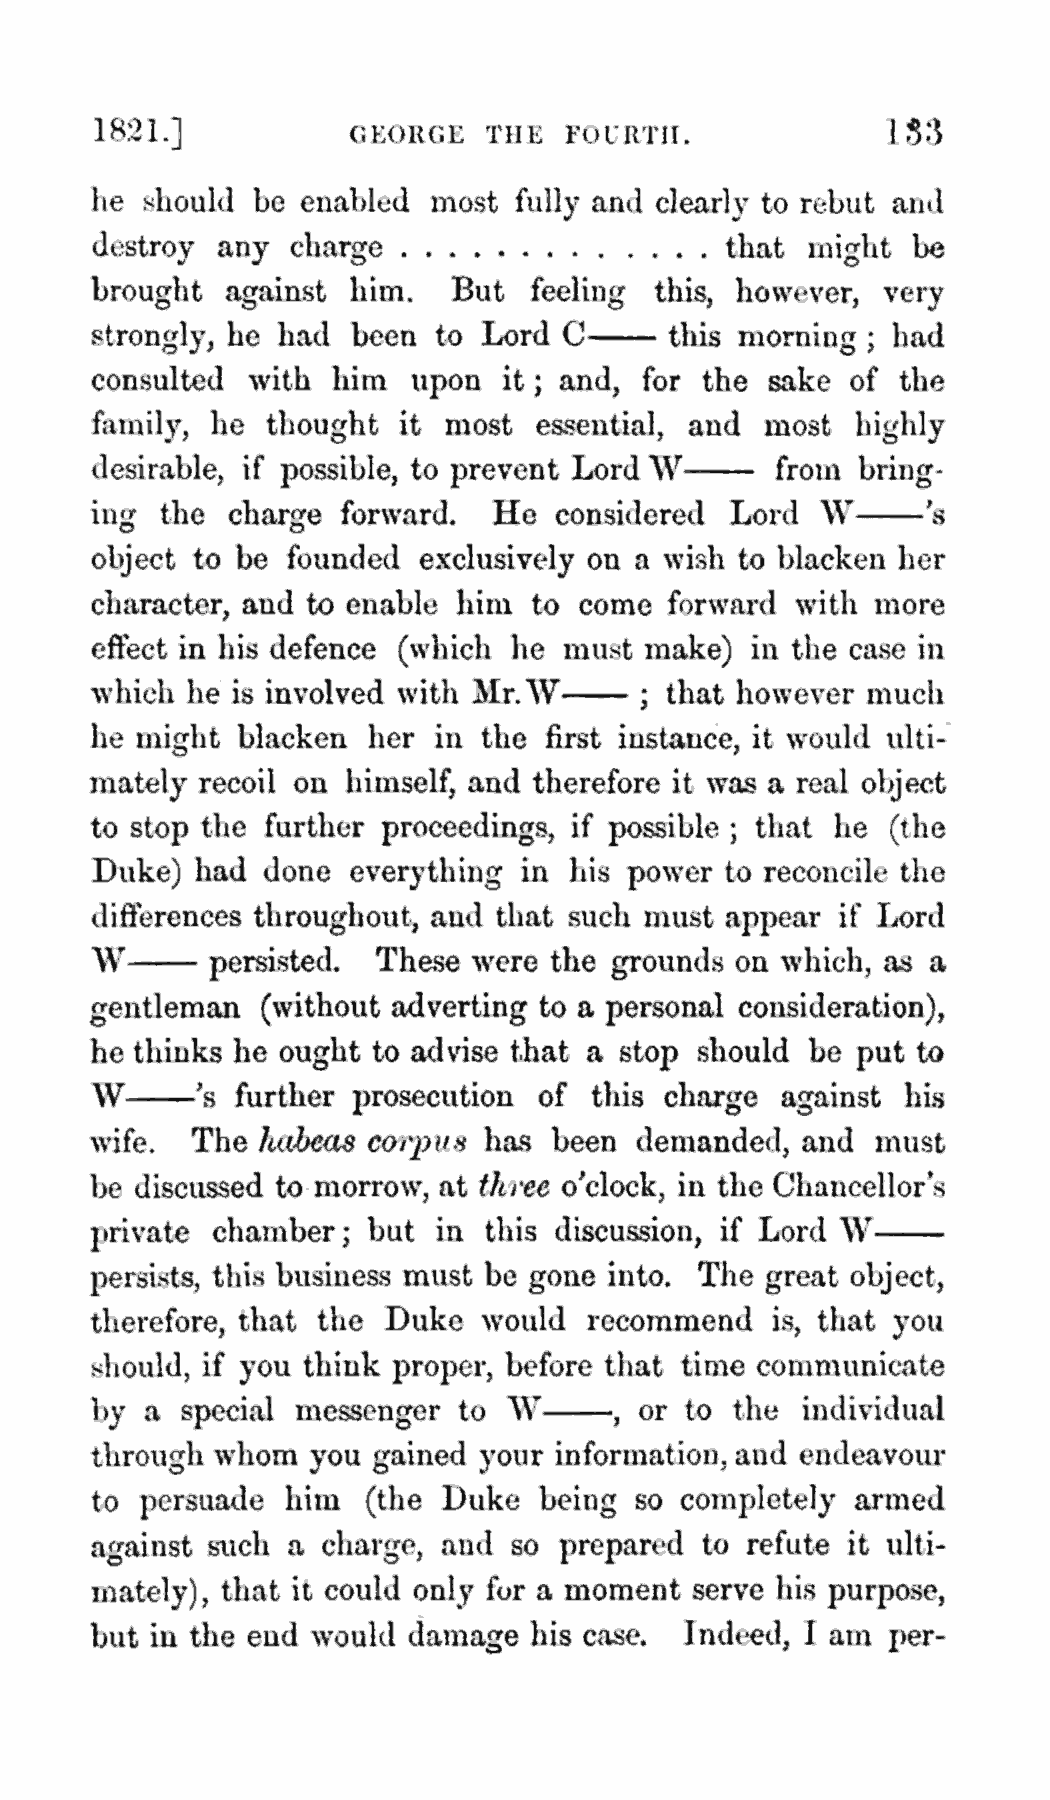 1821.] GEORGE THE FOURTH. 133
he should be enabled most fully and clearly to rebut and
destroy any charge . . . . . . . . . . . . . that might be
brought against him. But feeling this, however, very
strongly, he had been to Lord C—— this morning; had
consulted with him upon it; and, for the sake of the
family, he thought it most essential, and most highly
desirable, if possible, to prevent Lord W—— from bring-
ing the charge forward. He considered Lord W——'s
object to be founded exclusively on a wish to blacken her
character, and to enable him to come forward with more
effect in his defence (which he must make) in the case in
which he is involved with Mr. W——; that however much
he might blacken her in the first instance, it would ulti-
mately recoil on himself, and therefore it was a real object
to stop the further proceedings, if possible; that he (the
Duke) had done everything in his power to reconcile the
differences throughout, and that such must appear if Lord
W—— persisted. These were the grounds on which, as a
gentleman (without adverting to a personal consideration),
he thinks he ought to advise that a stop should be put to
W——'s further prosecution of this charge against his
wife. The habeas corpus has been demanded, and must
be discussed to morrow, at three o'clock, in the Chancellor's
private chamber; but in this discussion, if Lord W——
persists, this business must be gone into. The great object,
therefore, that the Duke would recommend is, that you
should, if you think proper, before that time communicate
by a special messenger to W——, or to the individual
through whom you gained your information, and endeavour
to persuade him (the Duke being so completely armed
against such a charge, and so prepared to refute it ulti-
mately), that it could only for a moment serve his purpose,
but in the end would damage his case. Indeed, I am per-